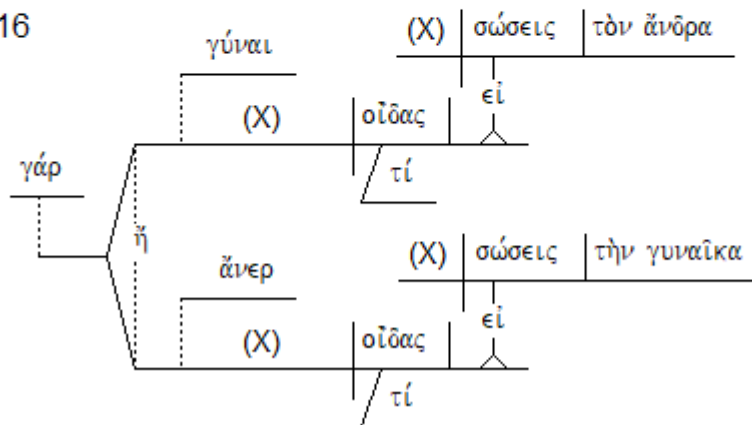 16
(X) σώσεις τὸν ἄνδρα
γύναι
εἰ
(X) οἶδας
γάρ
τί
ἤ
(X) σώσεις τὴν γυναῖκα
ἄνερ
εἰ
(X) οἶδας
τί